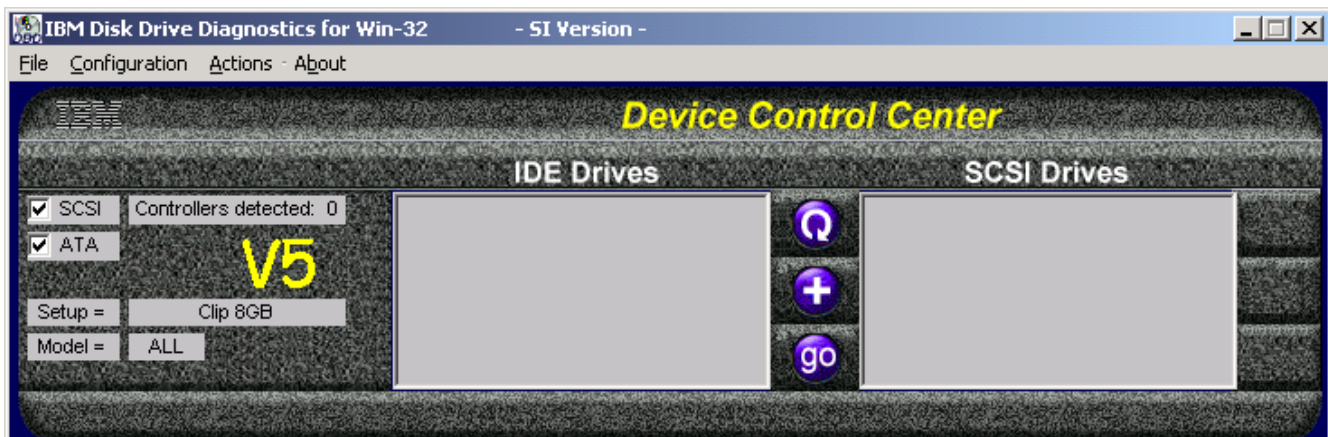 IBM Disk Drive Diagnostics for Win-32 - SI Version -
File Configuration Actions About
IBM
Device Control Center
IDE Drives SCSI Drives
SCSI Controllers detected: 0
ATA
V5
Setup = Clip 8GB
Model = ALL
go